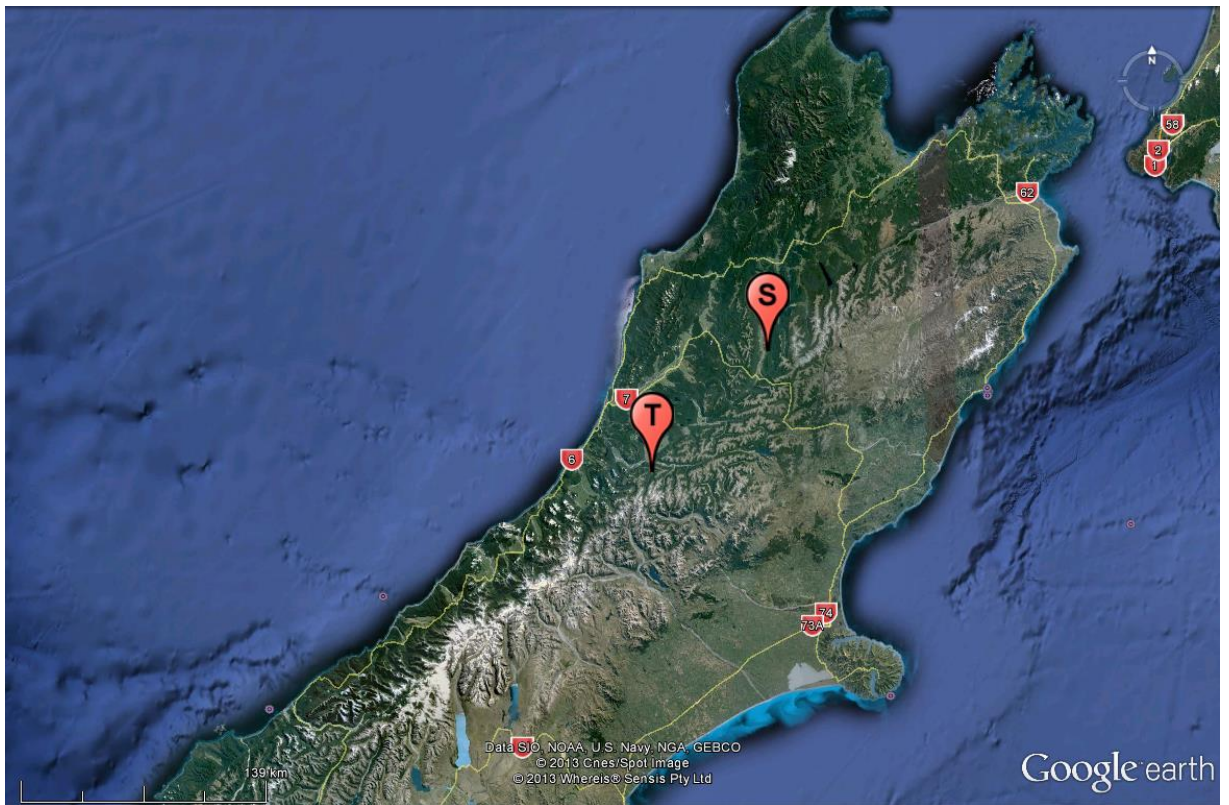 N
58
2
1
62
S
7
T
6
74
73A
Data SIO, NOAA, U.S. Navy, NGA, GEBCO
© 2013 Cnes/Spot Image
© 2013 Whereis® Sensis Pty Ltd
139 km
Google earth